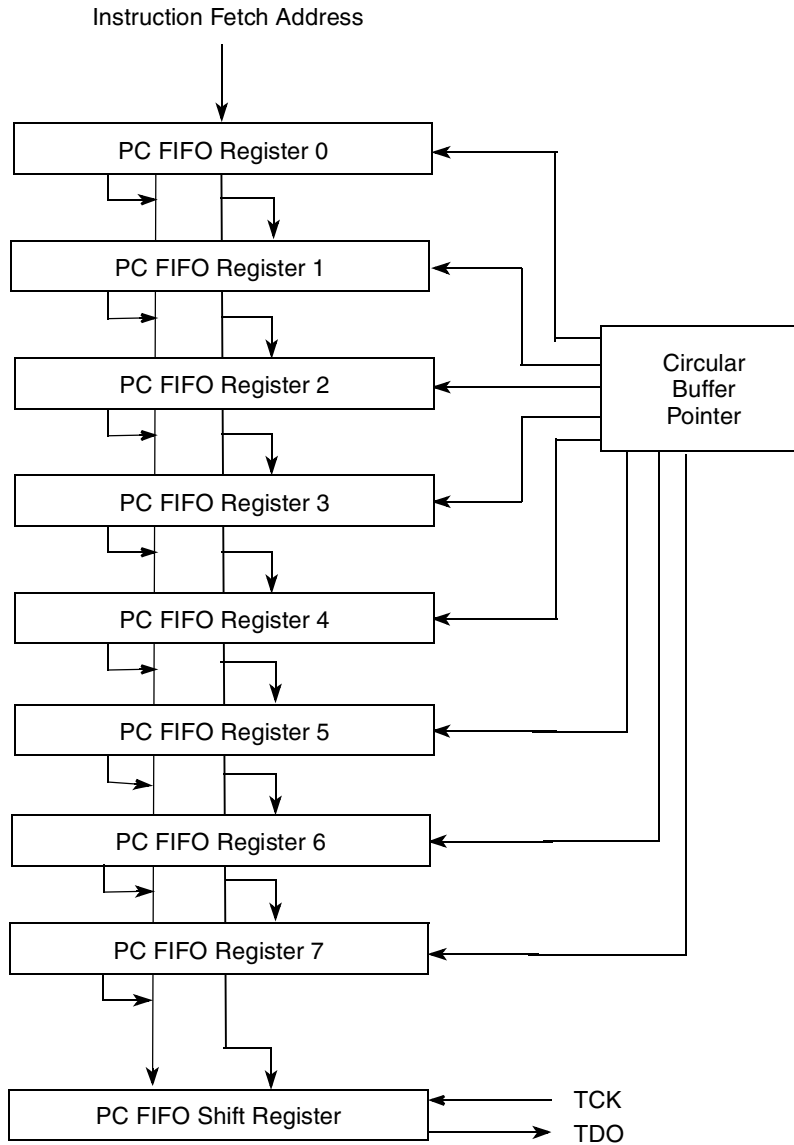 Instruction Fetch Address
PC FIFO Register 0
PC FIFO Register 1
PC FIFO Register 2
Circular
Buffer
Pointer
PC FIFO Register 3
PC FIFO Register 4
PC FIFO Register 5
PC FIFO Register 6
PC FIFO Register 7
PC FIFO Shift Register
TCK
TDO